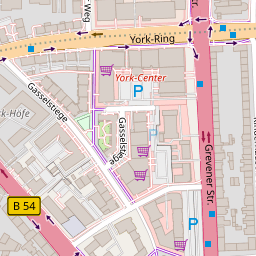 Weg
York-Ring
York-Center
P
Gasselstiege
Gasselstiege
k-Höfe
Grevener Str.
B 54
P